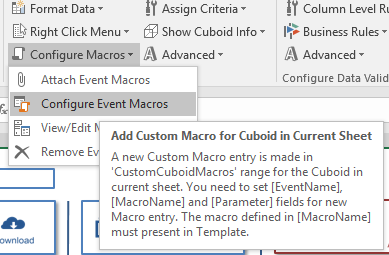 Format Data
Assign Criteria
Column Level Ru
Right Click Menu
Show Cuboid Info
Business Rules
Configure Macros
Advanced
Advanced
Attach Event Macros
Configure Data Valid
Configure Event Macros
View/Edit M
Add Custom Macro for Cuboid in Current Sheet
Remove Eve
A new Custom Macro entry is made in
'CustomCuboidMacros' range for the Cuboid in
current sheet. You need to set [EventName],
[MacroName] and [Parameter] fields for new
Macro entry. The macro defined in [MacroName]
must present in Template.
ownload